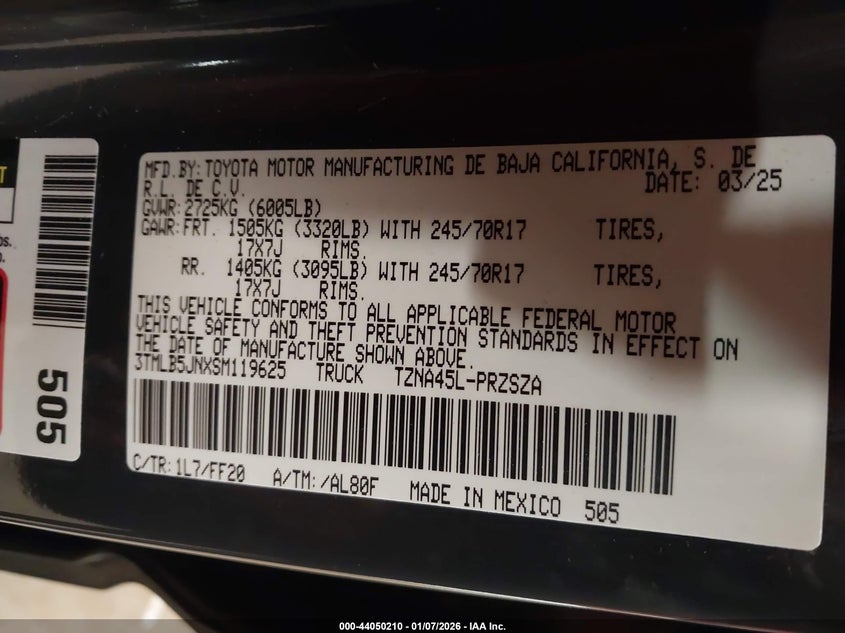 MFD.BY:TOYOTA MOTOR MANUFACTURING DE BAJA CALIFORNIA, S. DE
R.L. DE C.V. DATE: 03/25
GVWR:2725KG (6005LB)
GAWR:FRT. 1505KG (3320LB) WITH 245/70R17 TIRES,
17X7J RIMS.
RR. 1405KG (3095LB) WITH 245/70R17 TIRES,
17X7J RIMS.
THIS VEHICLE CONFORMS TO ALL APPLICABLE FEDERAL MOTOR
VEHICLE SAFETY AND THEFT PREVENTION STANDARDS IN EFFECT ON
THE DATE OF MANUFACTURE SHOWN ABOVE.
3TMLB5JNXSM119625 TRUCK TZNA45L-PRZSZA
C/TR:1L7/FF20 A/TM:/AL80F MADE IN MEXICO 505
505
000-44050210 - 01/07/2026 - IAA Inc.